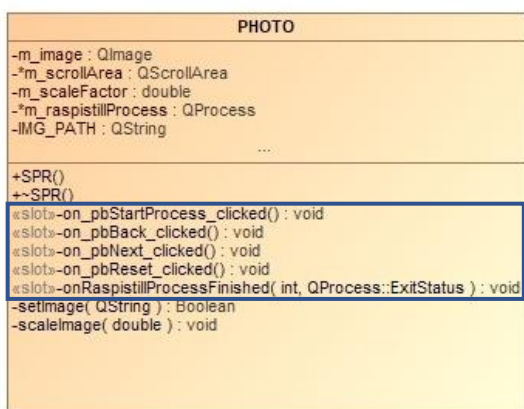 PHOTO
-m_image : QImage
-*m_scrollArea : QScrollArea
-m_scaleFactor : double
-*m_raspistillProcess : QProcess
-IMG_PATH : QString
...
+SPR()
+~SPR()
«slot»-on_pbStartProcess_clicked() : void
«slot»-on_pbBack_clicked() : void
«slot»-on_pbNext_clicked() : void
«slot»-on_pbReset_clicked() : void
«slot»-onRaspistillProcessFinished( int, QProcess::ExitStatus ) : void
-setImage( QString ) : Boolean
-scaleImage( double ) : void